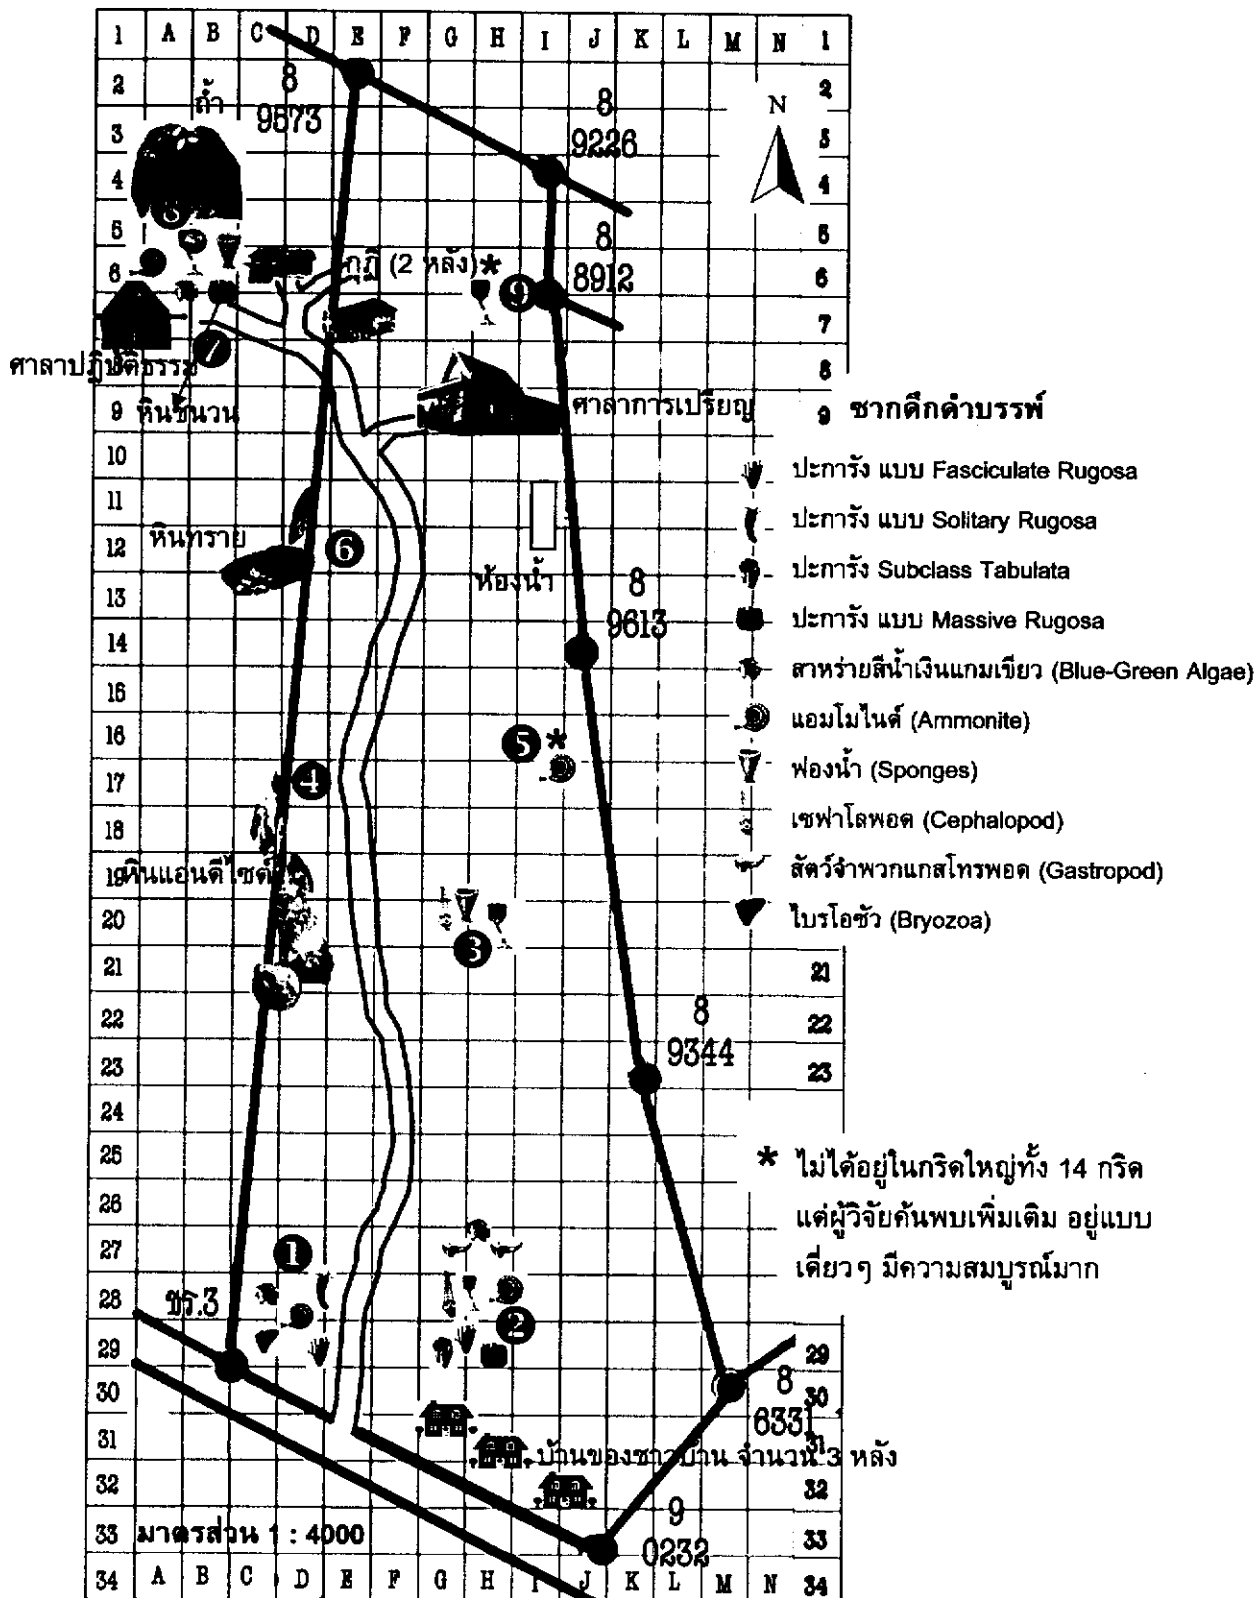 1 A B C D E F G H I J K L M N 1
2 8 2
ถ้ำ 8
3 9673 9226 3
N
4 4
5 8 5
8
6 กุฏิ (2 หลัง) * 9 8912 6
7 7
ศาลาปฏิบัติธรรม 7 8
9 หินชนวน ศาลาการเปรียญ 9
ซากดึกดำบรรพ์
10
ปะการัง แบบ Fasciculate Rugosa
11
ปะการัง แบบ Solitary Rugosa
12 หินทราย 6
ปะการัง Subclass Tabulata
ห้องน้ำ 8
13 9613
ปะการัง แบบ Massive Rugosa
14
สาหร่ายสีน้ำเงินแกมเขียว (Blue-Green Algae)
15
16 5 *
แอมโมไนต์ (Ammonite)
17 4
ฟองน้ำ (Sponges)
18
เซฟาโลพอด (Cephalopod)
19 หินแอนดีไซต์
สัตว์จำพวกแกสโทรพอด (Gastropod)
20 3
ไบรโอซัว (Bryozoa)
21 21
22 8 22
23 9344 23
24
25
* ไม่ได้อยู่ในกริดใหญ่ทั้ง 14 กริด
26
แต่ผู้วิจัยค้นพบเพิ่มเติม อยู่แบบ
27 1
เดี่ยวๆ มีความสมบูรณ์มาก
28 ชร.3 2
29 29
30 8 30
6331
31 บ้านของชาวบ้าน จำนวน 3 หลัง 31
32 32
9
33 มาตรส่วน 1 : 4000 0232 33
34 A B C D E F G H I J K L M N 34